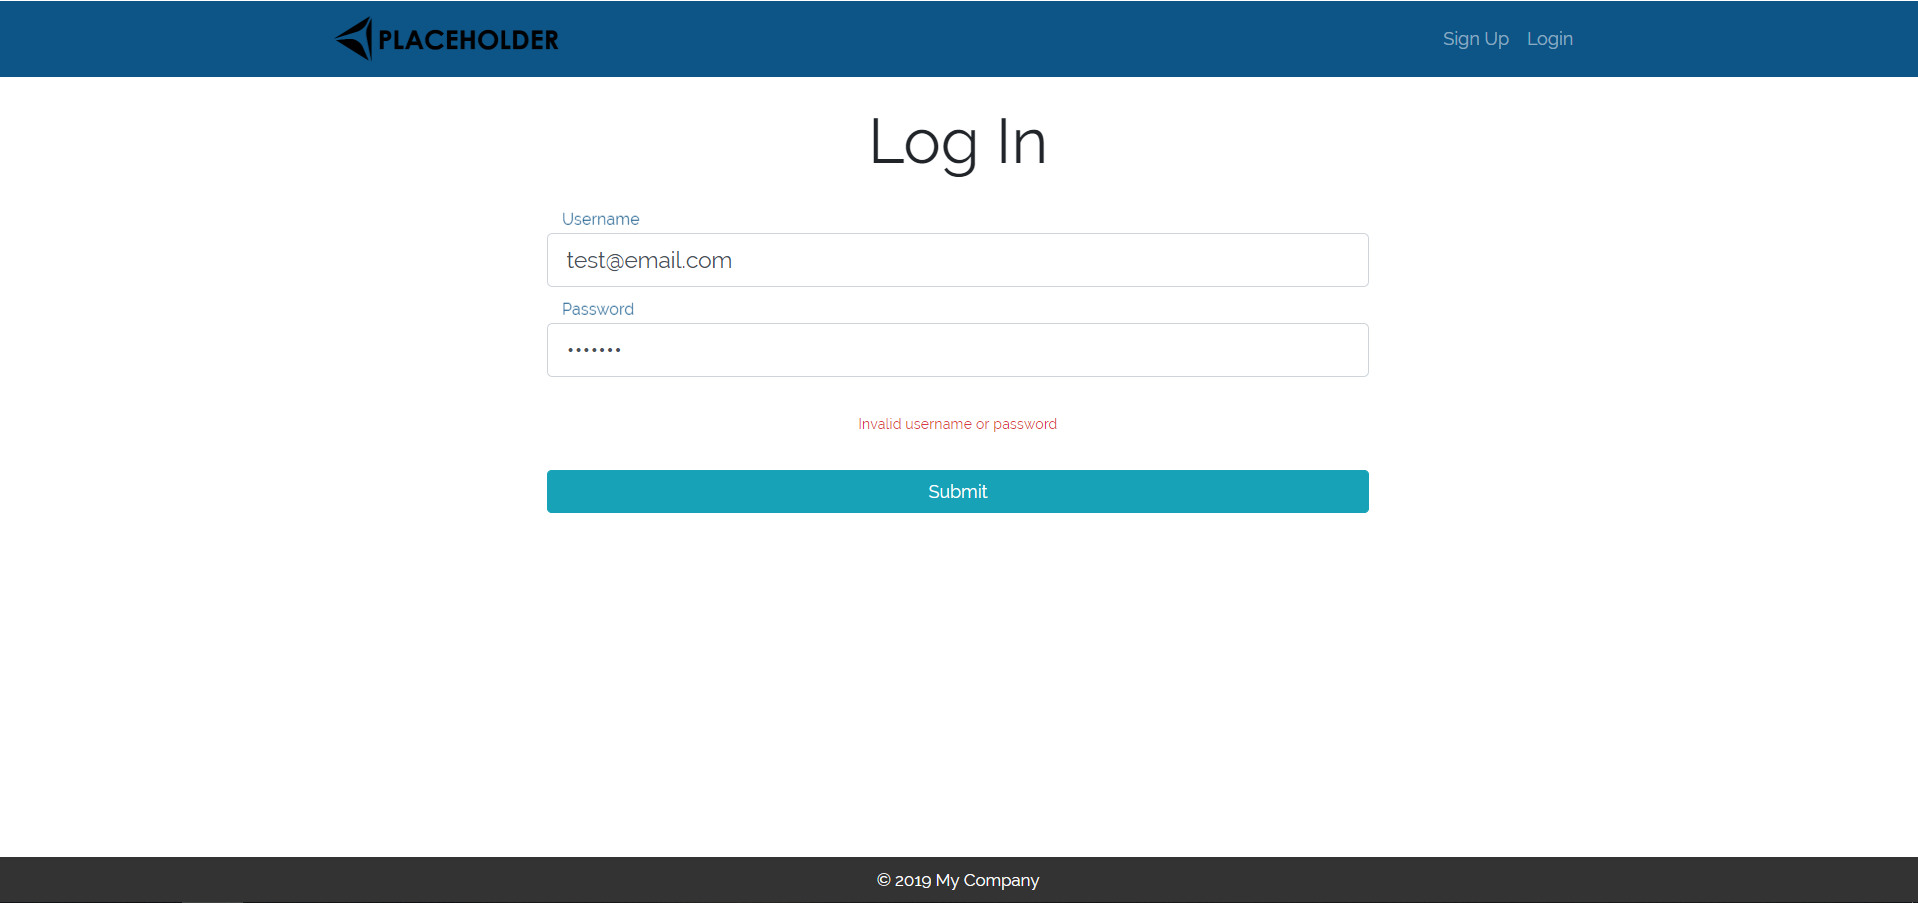 PLACEHOLDER
Sign Up Login
Log In
Username
test@email.com
Password
•••••••
Invalid username or password
Submit
© 2019 My Company